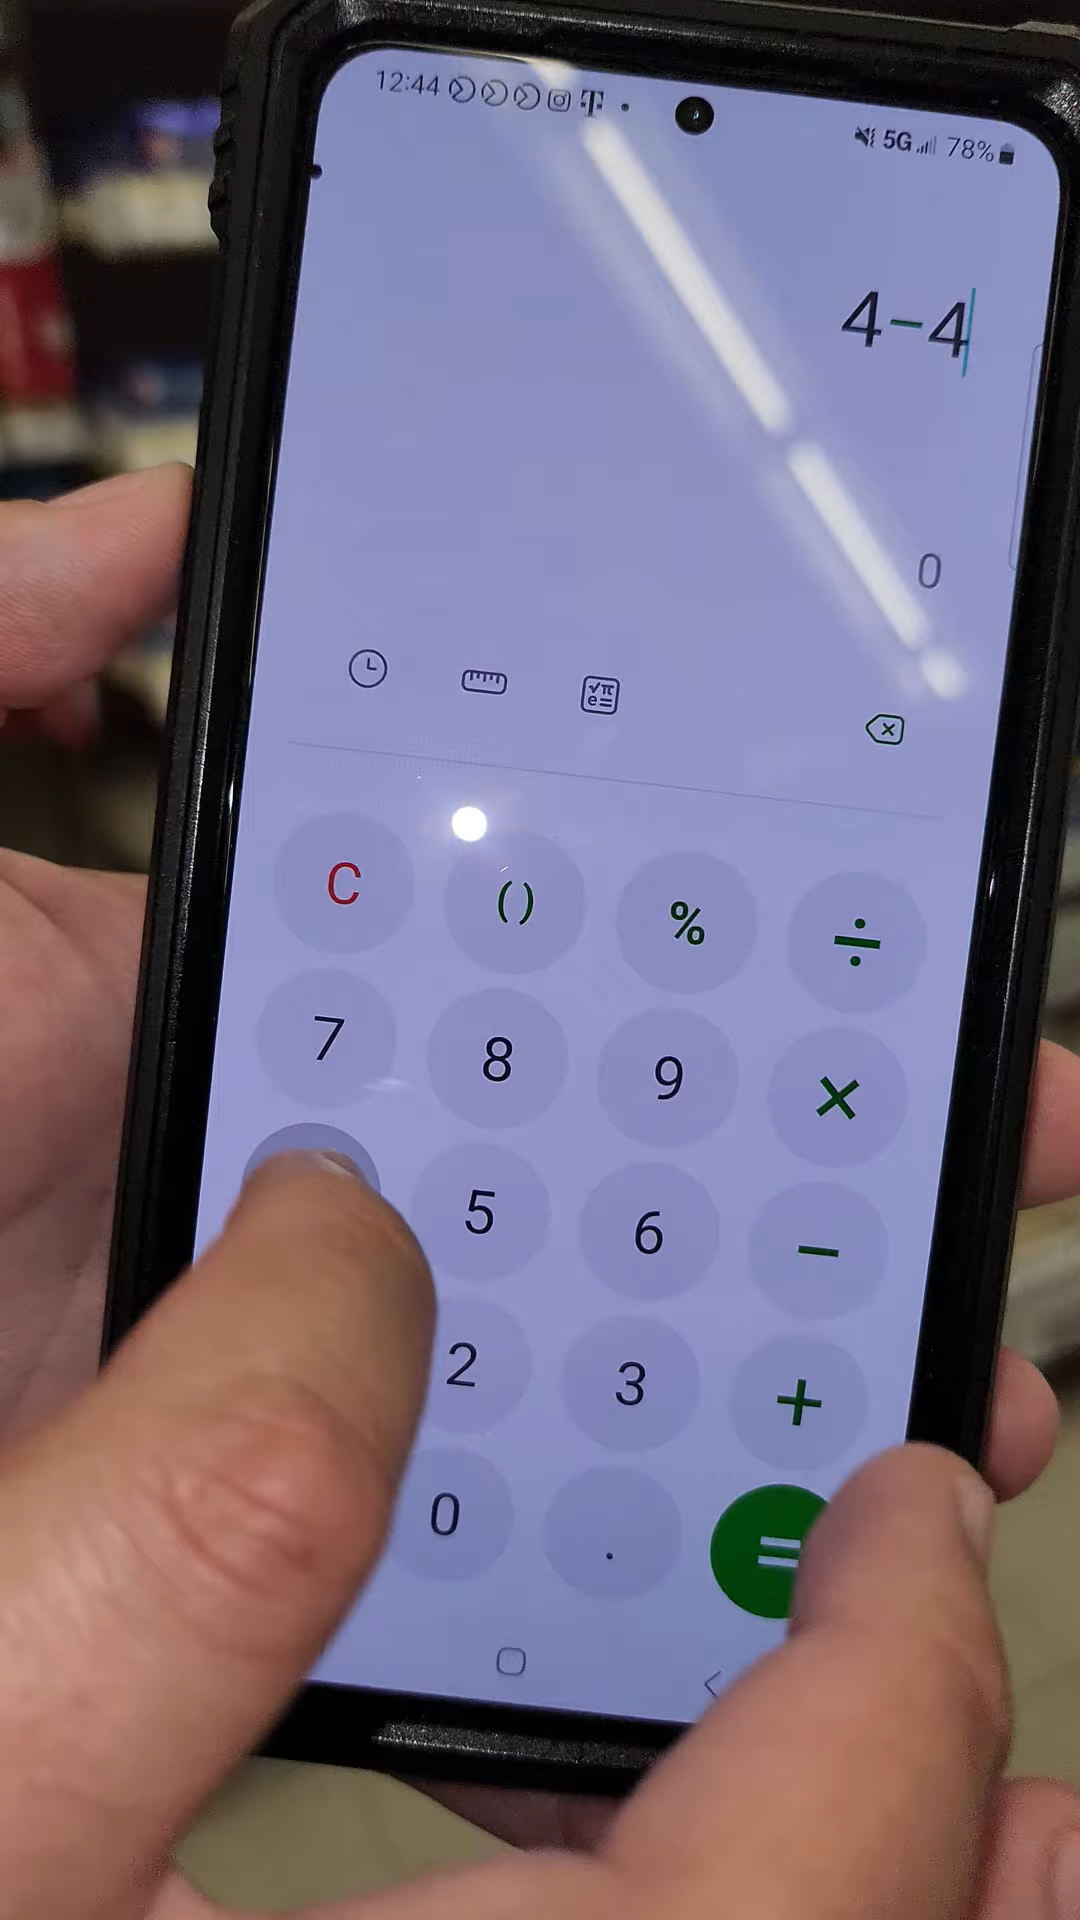 12:44 T • 5G 78%
4-4
0
√π
e=
C () % ÷
7 8 9 ×
5 6 −
2 3 +
0 . =